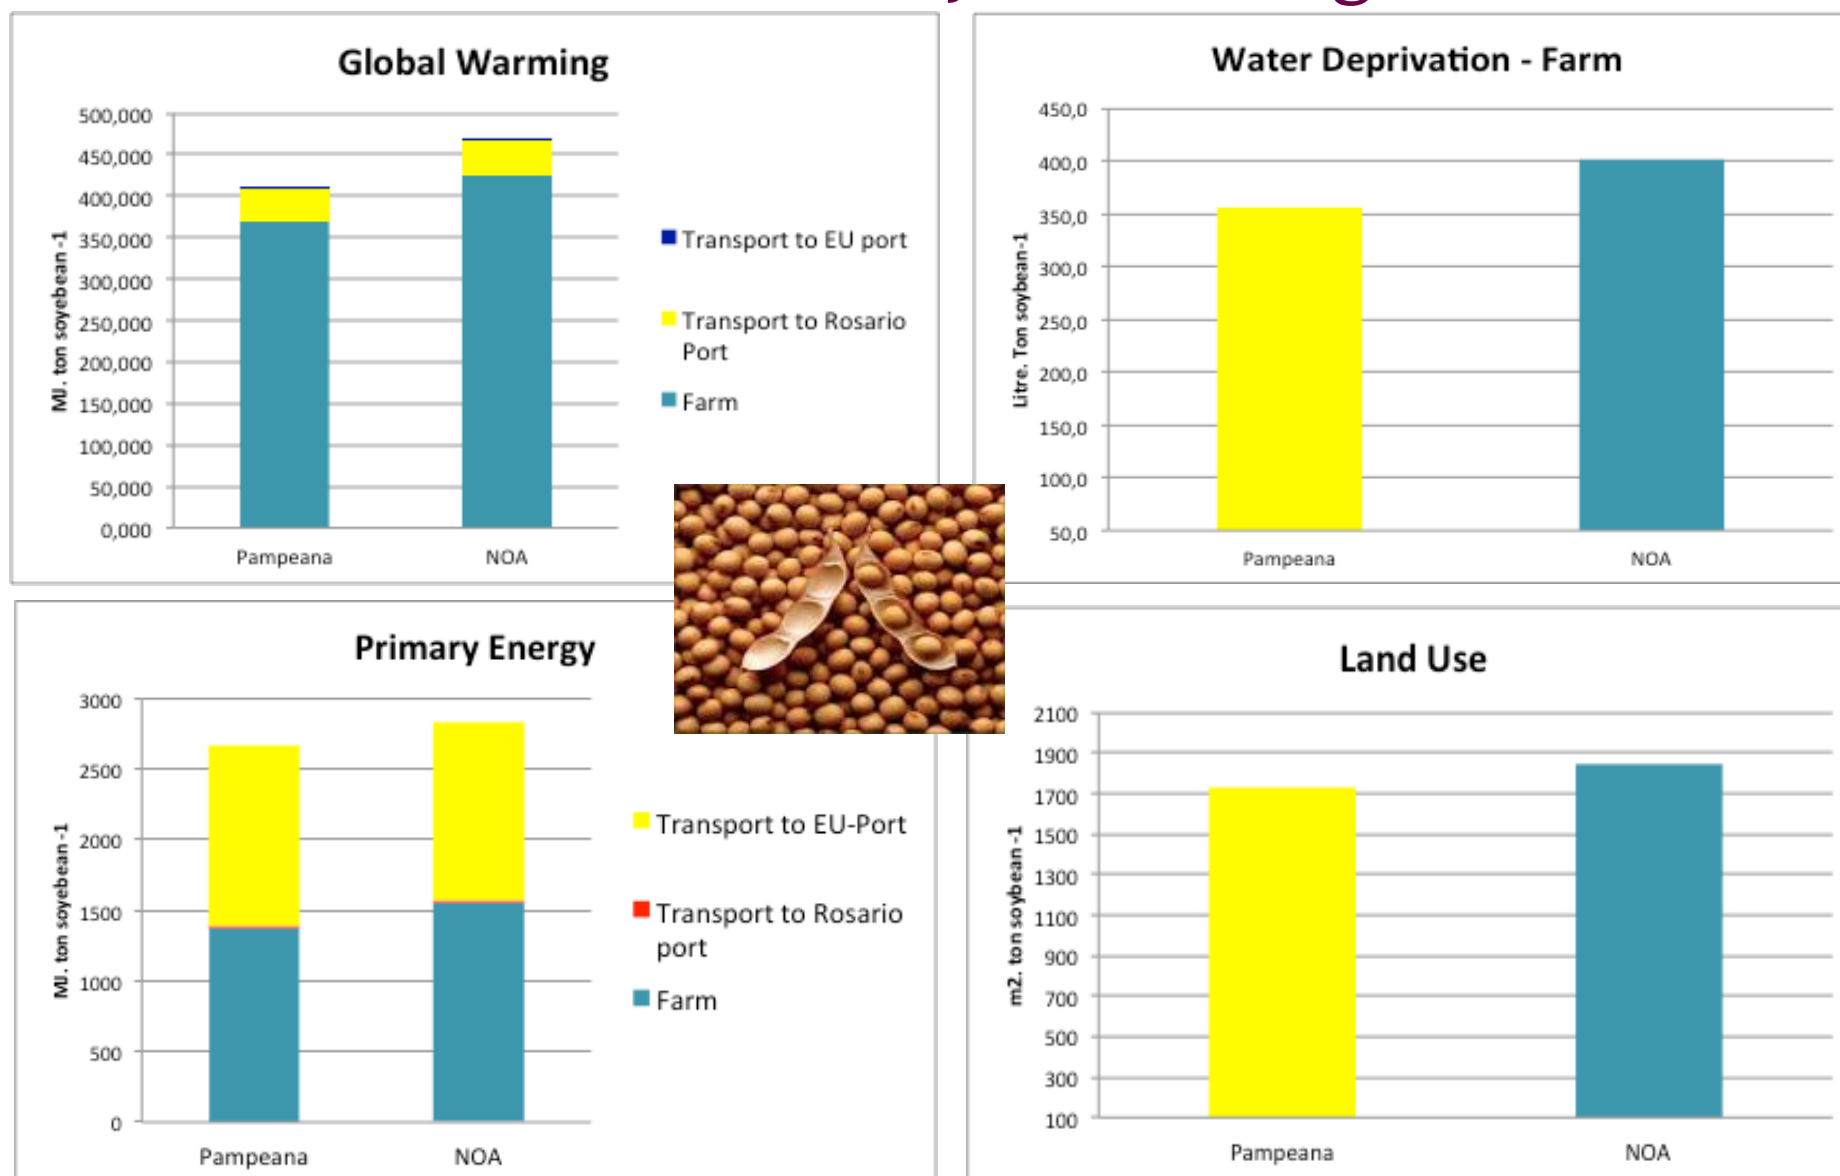 Global Warming
500,000
450,000
400,000
350,000
300,000
250,000
200,000
150,000
100,000
50,000
0,000
MJ. ton soyebean -1
Pampeana
NOA
Transport to EU port
Transport to Rosario
Port
Farm
Water Deprivation - Farm
450,0
400,0
350,0
300,0
250,0
200,0
150,0
100,0
50,0
Litre. Ton soybean-1
Pampeana
NOA
Primary Energy
3000
2500
2000
1500
1000
500
0
MJ. ton soyebean -1
Pampeana
NOA
Transport to EU-Port
Transport to Rosario
port
Farm
Land Use
2100
1900
1700
1500
1300
1100
900
700
500
300
100
m2. ton soybean -1
Pampeana
NOA